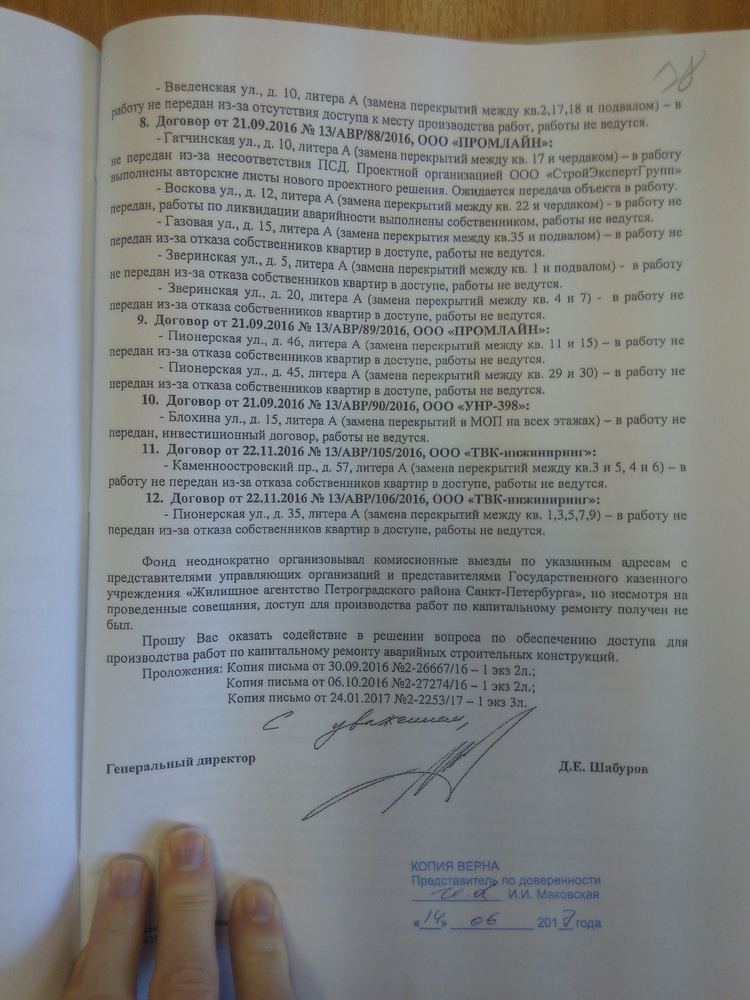 38
- Введенская ул., д. 10, литера А (замена перекрытий между кв.2,17,18 и подвалом) – в
работу не передан из-за отсутствия доступа к месту производства работ, работы не ведутся.
8. Договор от 21.09.2016 № 13/АВР/88/2016, ООО «ПРОМЛАЙН»:
- Гатчинская ул., д. 10, литера А (замена перекрытий между кв. 17 и чердаком) – в работу
не передан из-за несоответствия ПСД. Проектной организацией ООО «СтройЭкспертГрупп»
выполнены авторские листы нового проектного решения. Ожидается передача объекта в работу.
- Воскова ул., д. 12, литера А (замена перекрытий между кв. 22 и чердаком) - в работу не
передан, работы по ликвидации аварийности выполнены собственником, работы не ведутся.
- Газовая ул., д. 15, литера А (замена перекрытия между кв.35 и подвалом) – в работу не
передан из-за отказа собственников квартир в доступе, работы не ведутся.
- Зверинская ул., д. 5, литера А (замена перекрытий между кв. 1 и подвалом) - в работу
не передан из-за отказа собственников квартир в доступе, работы не ведутся.
- Зверинская ул., д. 20, литера А (замена перекрытий между кв. 4 и 7) - в работу не
передан из-за отказа собственников квартир в доступе, работы не ведутся.
9. Договор от 21.09.2016 № 13/АВР/89/2016, ООО «ПРОМЛАЙН»:
- Пионерская ул., д. 46, литера А (замена перекрытий между кв. 11 и 15) – в работу не
передан из-за отказа собственников квартир в доступе, работы не ведутся.
- Пионерская ул., д. 45, литера А (замена перекрытий между кв. 29 и 30) – в работу не
передан из-за отказа собственников квартир в доступе, работы не ведутся.
10. Договор от 21.09.2016 № 13/АВР/90/2016, ООО «УНР-398»:
- Блохина ул., д. 15, литера А (замена перекрытий в МОП на всех этажах) – в работу не
передан, инвестиционный договор, работы не ведутся.
11. Договор от 22.11.2016 № 13/АВР/105/2016, ООО «ТВК-инжиниринг»:
- Каменноостровский пр., д. 57, литера А (замена перекрытий между кв.3 и 5, 4 и 6) – в
работу не передан из-за отказа собственников квартир в доступе, работы не ведутся.
12. Договор от 22.11.2016 № 13/АВР/106/2016, ООО «ТВК-инжиниринг»:
- Пионерская ул., д. 35, литера А (замена перекрытий между кв. 1,3,5,7,9) – в работу не
передан из-за отказа собственников квартир в доступе, работы не ведутся.
Фонд неоднократно организовывал комиссионные выезды по указанным адресам с
представителями управляющих организаций и представителями Государственного казенного
учреждения «Жилищное агентство Петроградского района Санкт-Петербурга», но несмотря на
проведенные совещания, доступ для производства работ по капитальному ремонту получен не
был.
Прошу Вас оказать содействие в решении вопроса по обеспечению доступа для
производства работ по капитальному ремонту аварийных строительных конструкций.
Проложения: Копия письма от 30.09.2016 №2-26667/16 – 1 экз 2л.;
Копия письма от 06.10.2016 №2-27274/16 – 1 экз 2л.;
Копия письмо от 24.01.2017 №2-2253/17 – 1 экз 3л.
С уважением,
Генеральный директор Д.Е. Шабуров
КОПИЯ ВЕРНА
Представитель по доверенности
И.И. Маковская
«14» 06 2017 года